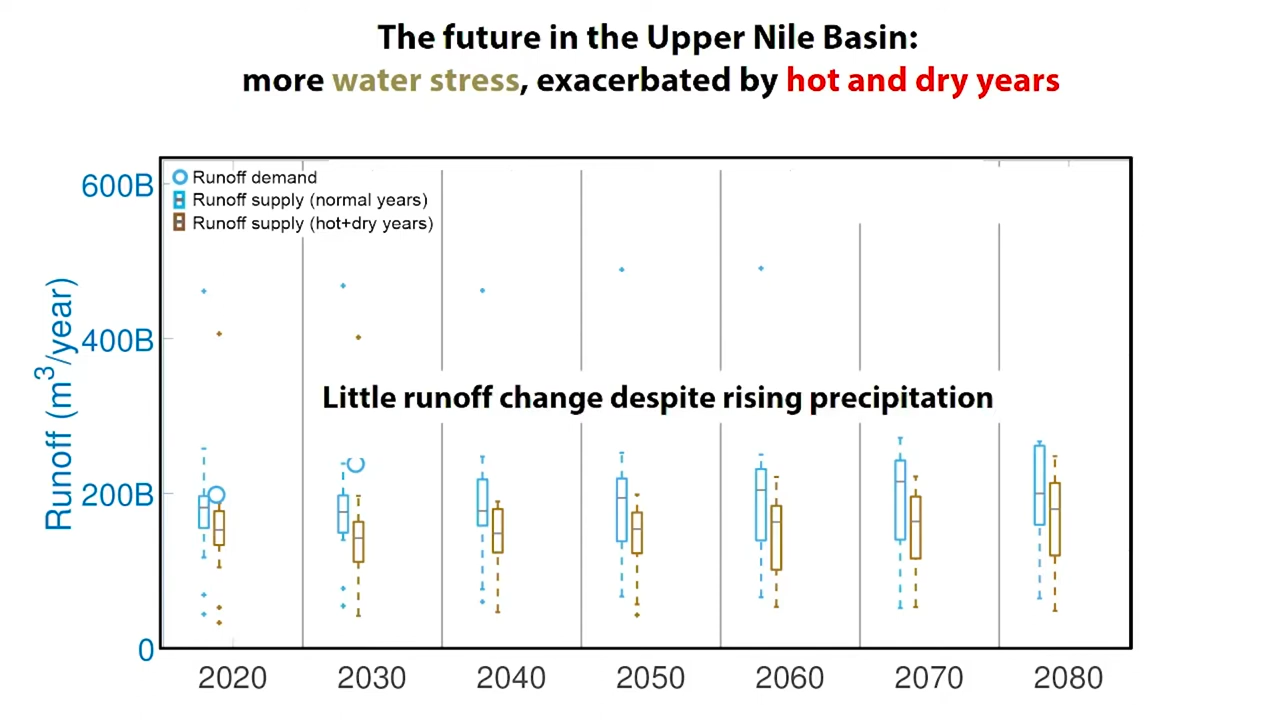 The future in the Upper Nile Basin:
more water stress, exacerbated by hot and dry years
Runoff demand
Runoff supply (normal years)
Runoff supply (hot+dry years)
600B
400B
200B
0
Runoff (m³/year)
Little runoff change despite rising precipitation
2020 2030 2040 2050 2060 2070 2080